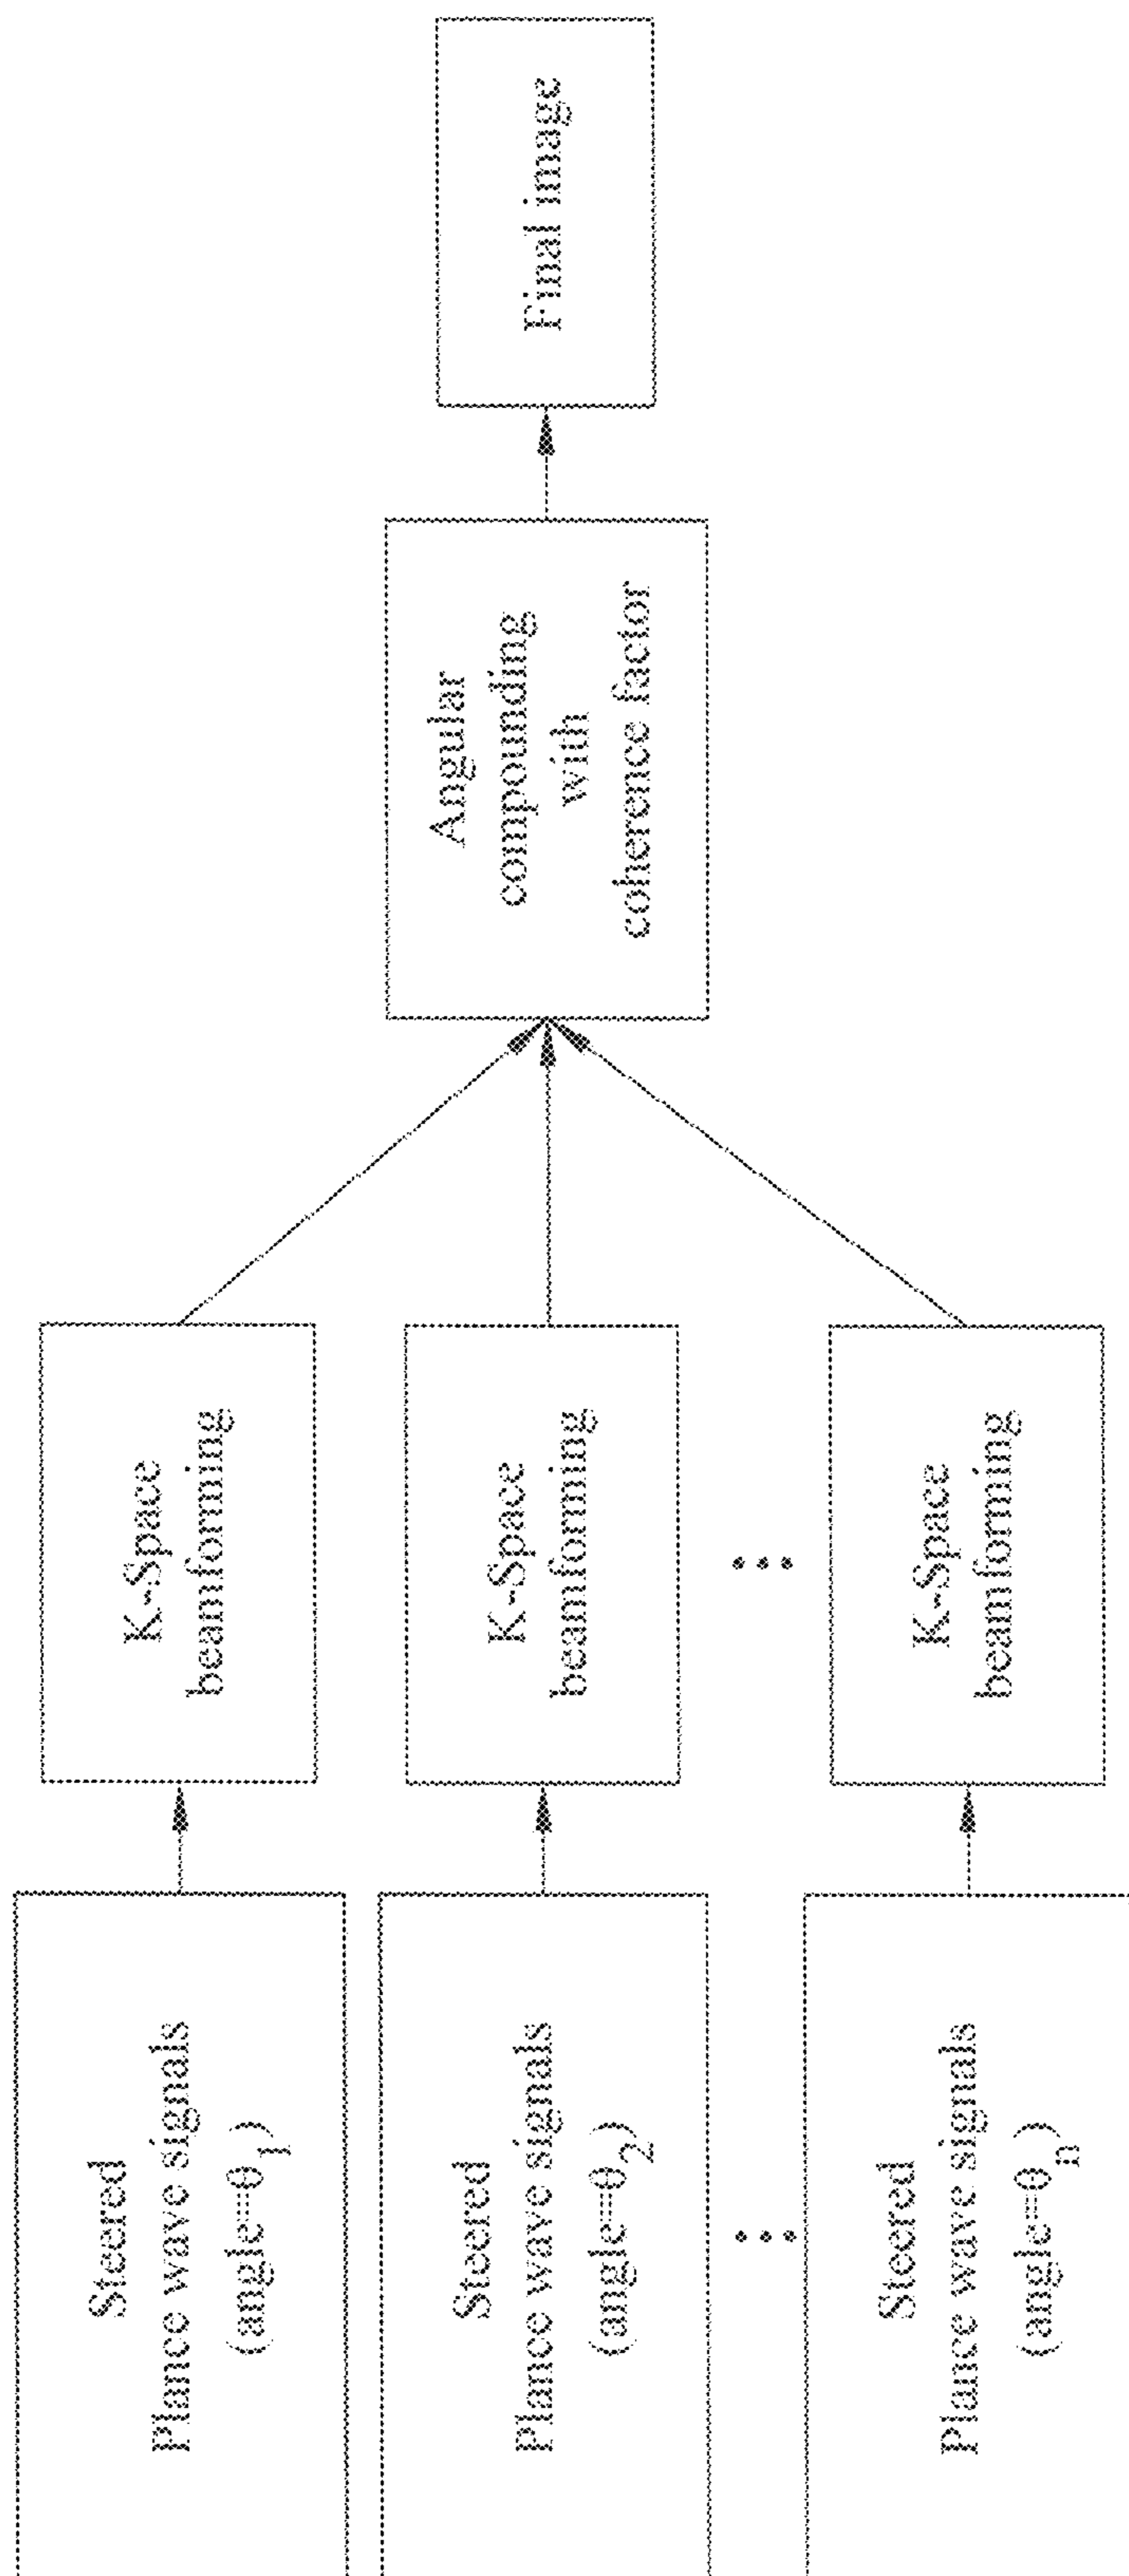 Steered
Plance wave signals
(angle=θ1)
K-Space
beamforming
Steered
Plance wave signals
(angle=θ2)
K-Space
beamforming
...
...
Steered
Plance wave signals
(angle=θn)
K-Space
beamforming
Angular
compounding
with
coherence factor
Final image